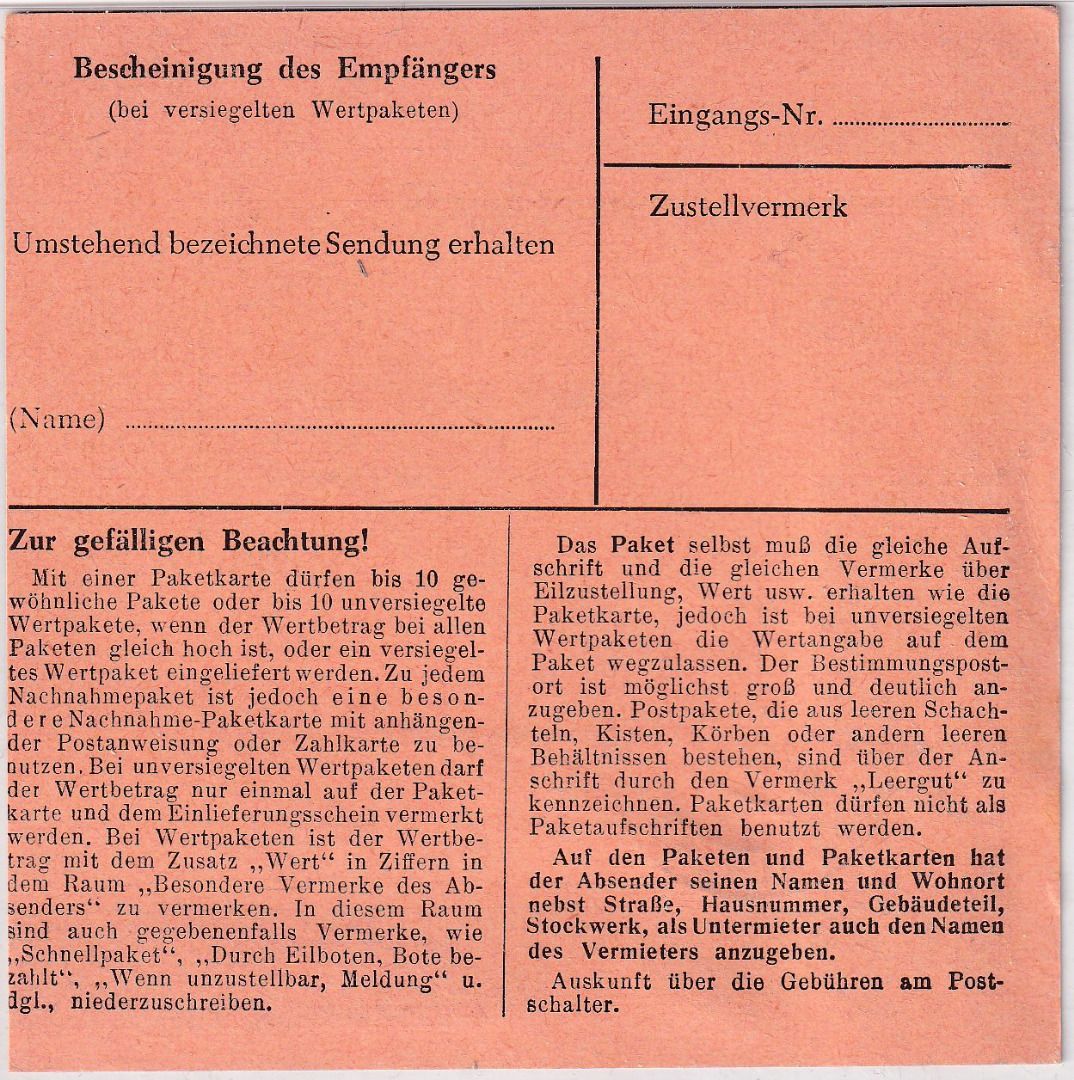 Bescheinigung des Empfängers
(bei versiegelten Wertpaketen)
Umstehend bezeichnete Sendung erhalten
(Name)
Eingangs-Nr.
Zustellvermerk
Zur gefälligen Beachtung!
Mit einer Paketkarte dürfen bis 10 ge-
wöhnliche Pakete oder bis 10 unversiegelte
Wertpakete, wenn der Wertbetrag bei allen
Paketen gleich hoch ist, oder ein versiegel-
tes Wertpaket eingeliefert werden. Zu jedem
Nachnahmepaket ist jedoch eine beson-
dere Nachnahme-Paketkarte mit anhängen-
der Postanweisung oder Zahlkarte zu be-
nutzen. Bei unversiegelten Wertpaketen darf
der Wertbetrag nur einmal auf der Paket-
karte und dem Einlieferungsschein vermerkt
werden. Bei Wertpaketen ist der Wertbe-
trag mit dem Zusatz „Wert“ in Ziffern in
dem Raum „Besondere Vermerke des Ab-
senders“ zu vermerken. In diesem Raum
sind auch gegebenenfalls Vermerke, wie
„Schnellpaket“, „Durch Eilboten, Bote be-
zahlt“, „Wenn unzustellbar, Meldung“ u.
dgl., niederzuschreiben.
Das Paket selbst muß die gleiche Auf-
schrift und die gleichen Vermerke über
Eilzustellung, Wert usw. erhalten wie die
Paketkarte, jedoch ist bei unversiegelten
Wertpaketen die Wertangabe auf dem
Paket wegzulassen. Der Bestimmungspost-
ort ist möglichst groß und deutlich an-
zugeben. Postpakete, die aus leeren Schach-
teln, Kisten, Körben oder andern leeren
Behältnissen bestehen, sind über der An-
schrift durch den Vermerk „Leergut“ zu
kennzeichnen. Paketkarten dürfen nicht als
Paketaufschriften benutzt werden.
Auf den Paketen und Paketkarten hat
der Absender seinen Namen und Wohnort
nebst Straße, Hausnummer, Gebäudeteil,
Stockwerk, als Untermieter auch den Namen
des Vermieters anzugeben.
Auskunft über die Gebühren am Post-
schalter.